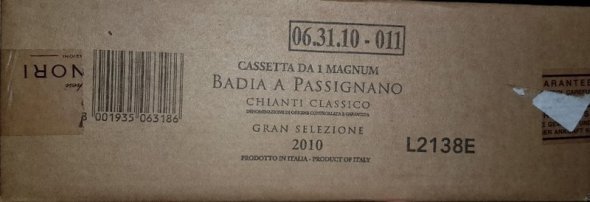 06.31.10 - 011
CASSETTA DA 1 MAGNUM
BADIA A PASSIGNANO
CHIANTI CLASSICO
DENOMINAZIONE DI ORIGINE CONTROLLATA E GARANTITA
GRAN SELEZIONE
2010
PRODOTTO IN ITALIA - PRODUCT OF ITALY
L2138E
NORI
001935 063186
ARANTEE